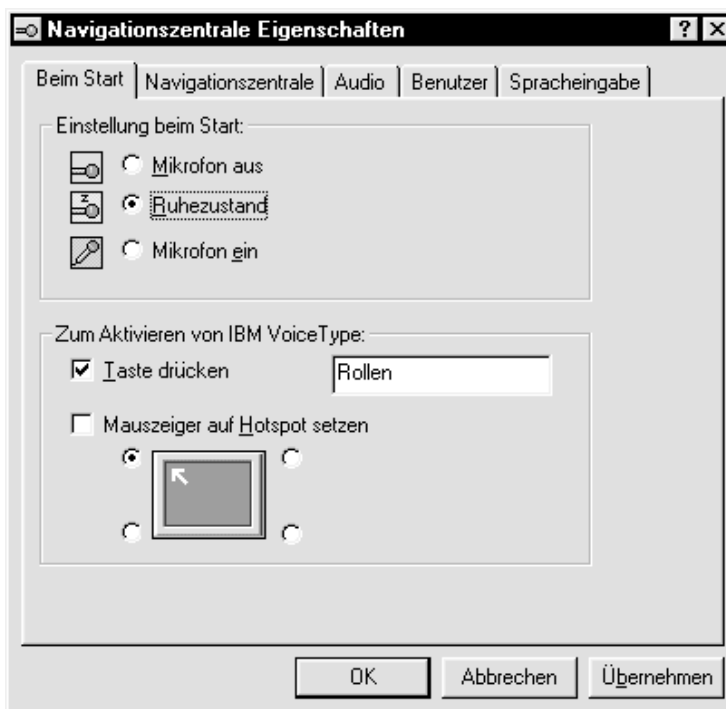 Navigationszentrale Eigenschaften
Beim Start Navigationszentrale Audio Benutzer Spracheingabe
Einstellung beim Start:
Mikrofon aus
Ruhezustand
Mikrofon ein
Zum Aktivieren von IBM VoiceType:
Taste drücken Rollen
Mauszeiger auf Hotspot setzen
OK Abbrechen Übernehmen